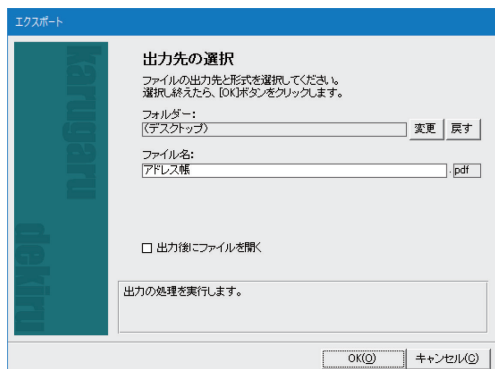 エクスポート
karugaru
dekiru
出力先の選択
ファイルの出力先と形式を選択してください。
選択し終えたら、[OK]ボタンをクリックします。
フォルダー:
(デスクトップ)
変更
戻す
ファイル名:
アドレス帳
.pdf
出力後にファイルを開く
出力の処理を実行します。
OK(O)
キャンセル(C)